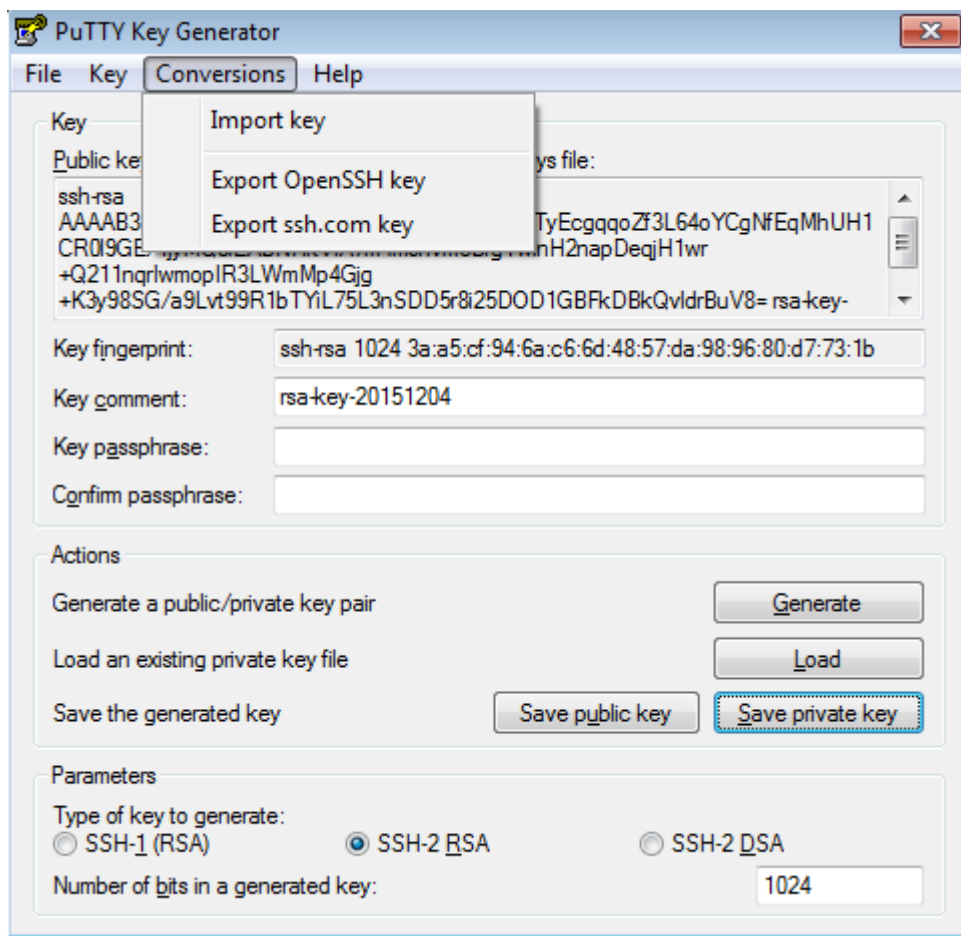 PuTTY Key Generator
File Key Conversions Help
Import key
Export OpenSSH key
Export ssh.com key
Key
Public key
ys file:
ssh-rsa
AAAAB3 TyEcgqqoZf3L64oYCgNfEqMhUH1
+Q211nqrlwmopIR3LWmMp4Gjg
+K3y98SG/a9Lvt99R1bTYiL75L3nSDD5r8i25DOD1GBFkDBkQvldrBuV8= rsa-key-
Key fingerprint: ssh-rsa 1024 3a:a5:cf:94:6a:c6:6d:48:57:da:98:96:80:d7:73:1b
Key comment: rsa-key-20151204
Key passphrase:
Confirm passphrase:
Actions
Generate a public/private key pair Generate
Load an existing private key file Load
Save the generated key Save public key Save private key
Parameters
Type of key to generate:
SSH-1 (RSA) SSH-2 RSA SSH-2 DSA
Number of bits in a generated key: 1024